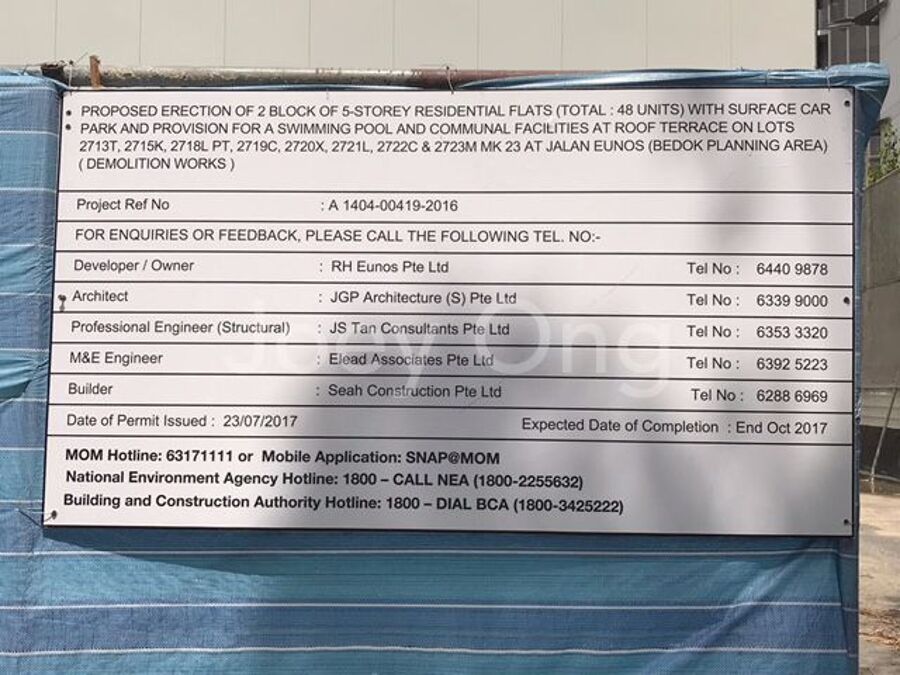 PROPOSED ERECTION OF 2 BLOCK OF 5-STOREY RESIDENTIAL FLATS (TOTAL : 48 UNITS) WITH SURFACE CAR
PARK AND PROVISION FOR A SWIMMING POOL AND COMMUNAL FACILITIES AT ROOF TERRACE ON LOTS
2713T, 2715K, 2718L PT, 2719C, 2720X, 2721L, 2722C & 2723M MK 23 AT JALAN EUNOS (BEDOK PLANNING AREA)
( DEMOLITION WORKS )
Project Ref No : A 1404-00419-2016
FOR ENQUIRIES OR FEEDBACK, PLEASE CALL THE FOLLOWING TEL. NO:-
Developer / Owner : RH Eunos Pte Ltd Tel No : 6440 9878
Architect : JGP Architecture (S) Pte Ltd Tel No : 6339 9000
Professional Engineer (Structural) : JS Tan Consultants Pte Ltd Tel No : 6353 3320
Joey Ong
M&E Engineer : Elead Associates Pte Ltd Tel No : 6392 5223
Builder : Seah Construction Pte Ltd Tel No : 6288 6969
Date of Permit Issued : 23/07/2017 Expected Date of Completion : End Oct 2017
MOM Hotline: 63171111 or Mobile Application: SNAP@MOM
National Environment Agency Hotline: 1800 – CALL NEA (1800-2255632)
Building and Construction Authority Hotline: 1800 – DIAL BCA (1800-3425222)